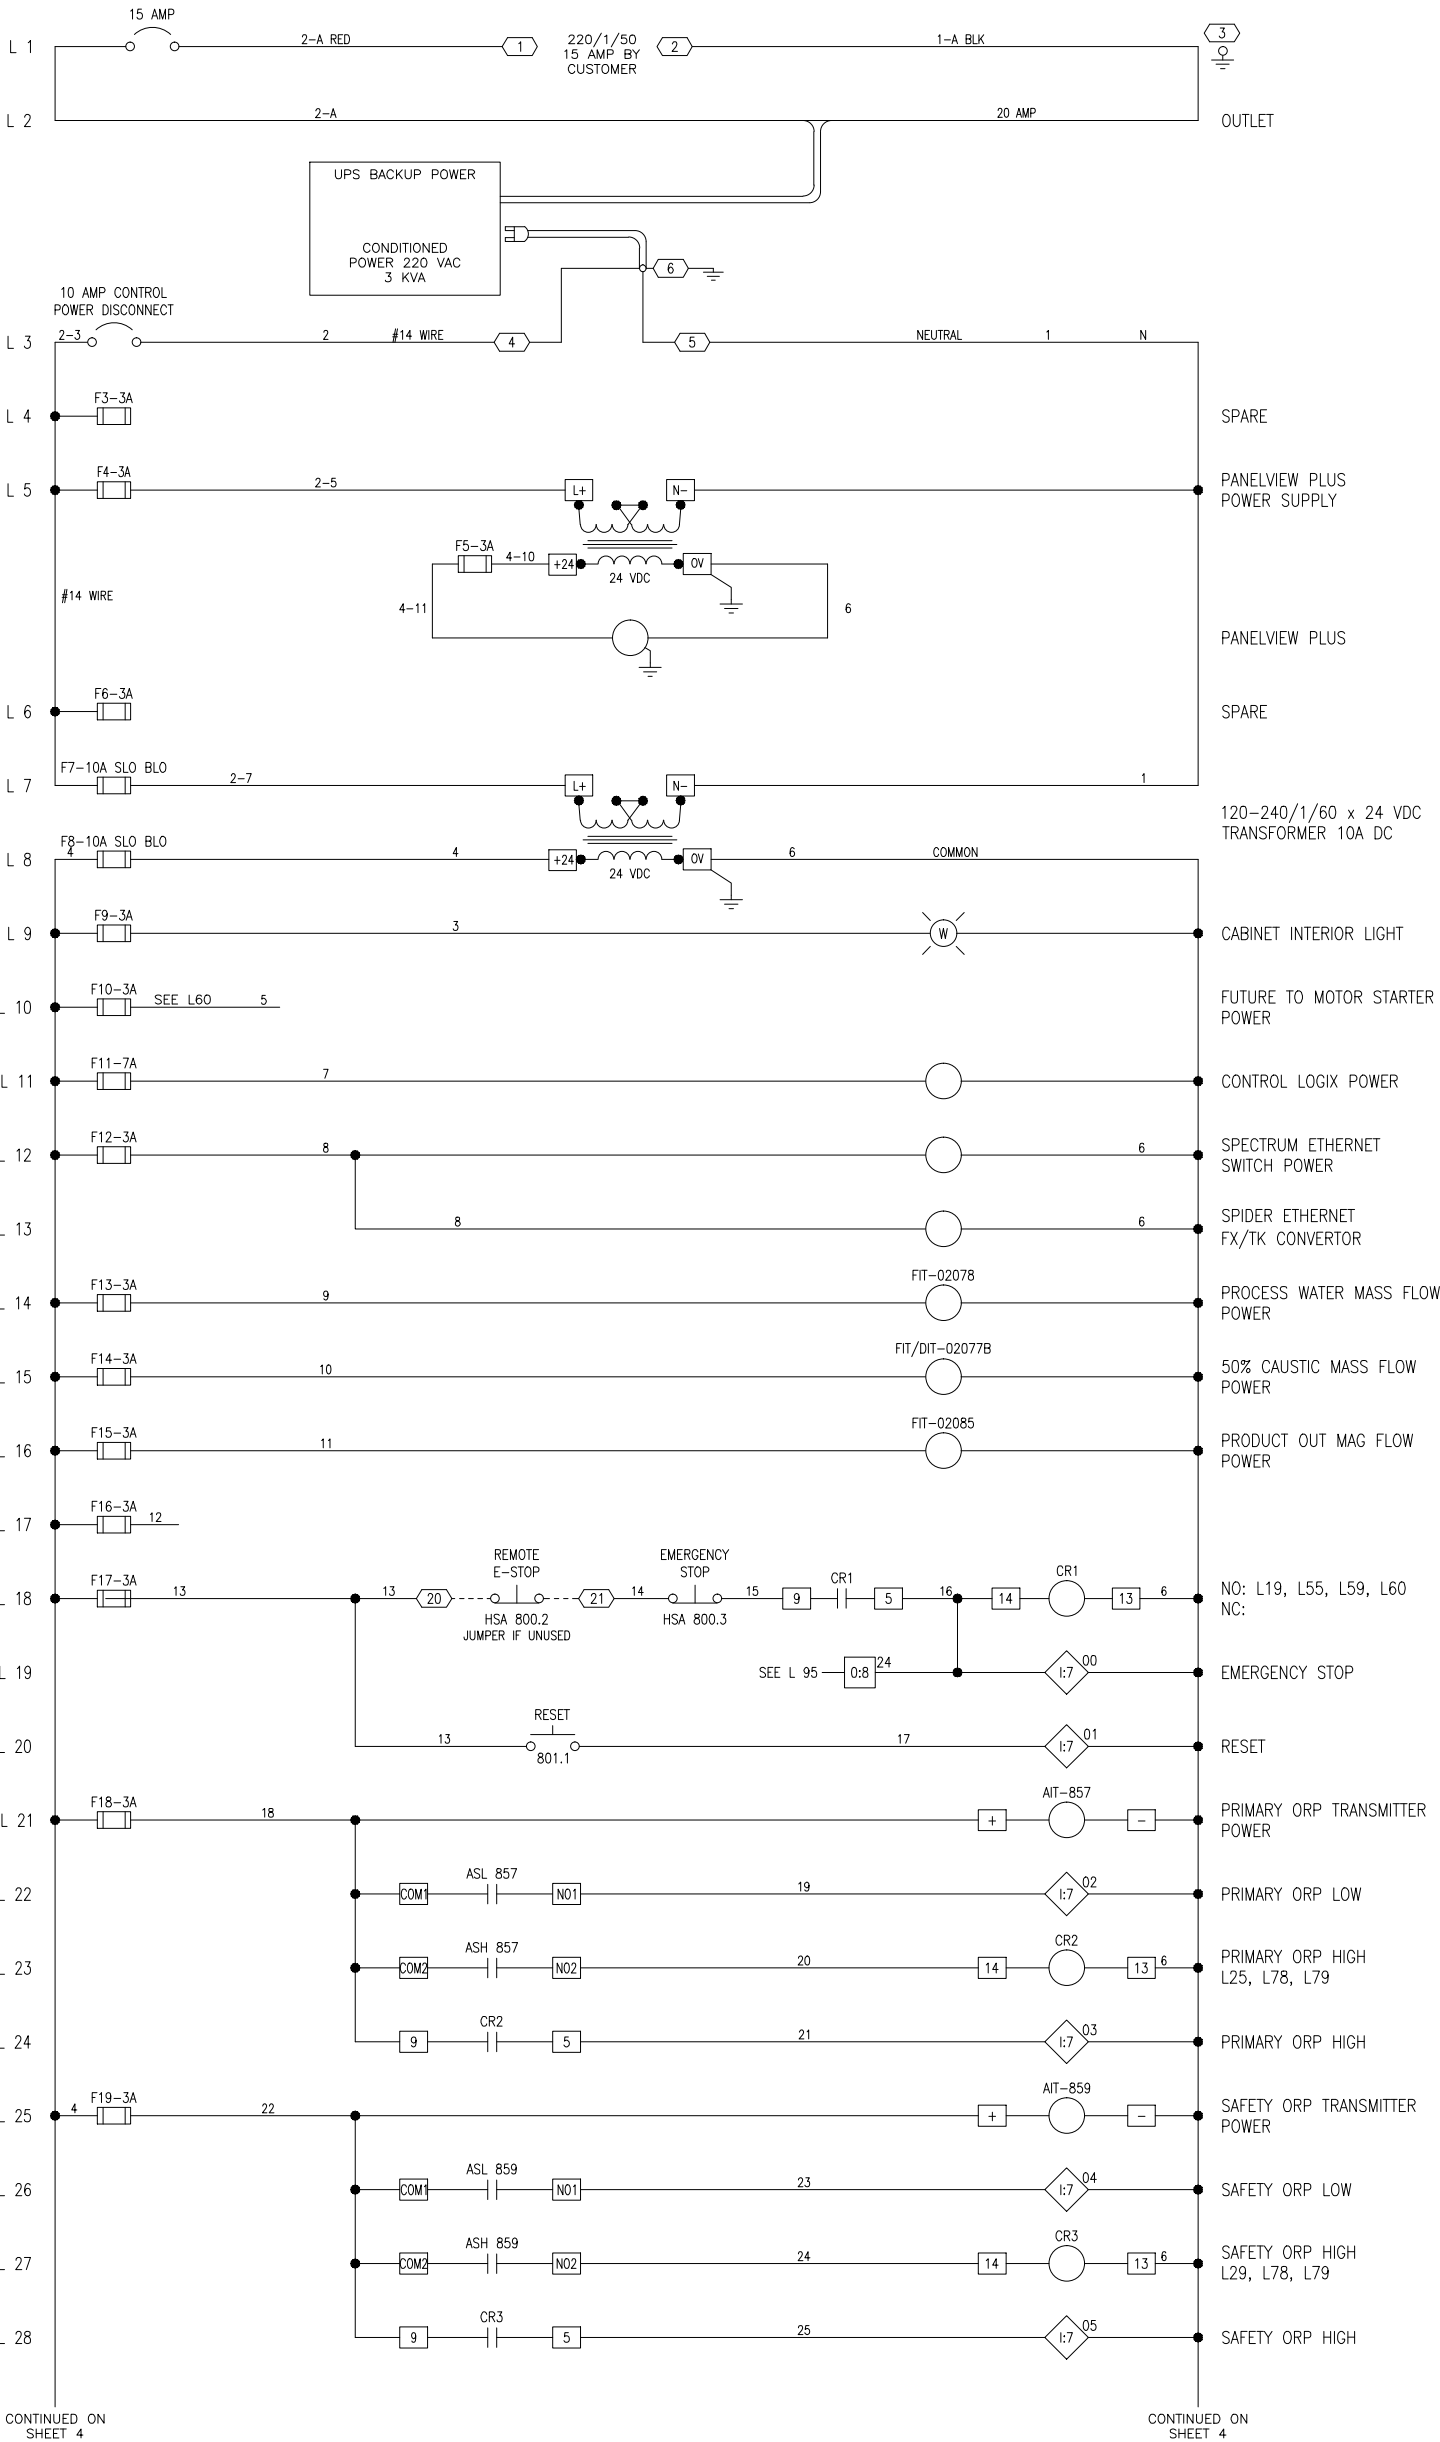 15 AMP
L 1
2-A RED
1
220/1/50
15 AMP BY
CUSTOMER
2
1-A BLK
3
L 2
2-A
20 AMP
OUTLET
UPS BACKUP POWER
CONDITIONED
POWER 220 VAC
3 KVA
6
10 AMP CONTROL
POWER DISCONNECT
L 3
2-3
2
#14 WIRE
4
5
NEUTRAL
1
N
F3-3A
L 4
SPARE
F4-3A
L 5
2-5
L+
N-
PANELVIEW PLUS
POWER SUPPLY
F5-3A
4-10
+24
24 VDC
0V
#14 WIRE
4-11
6
PANELVIEW PLUS
F6-3A
L 6
SPARE
F7-10A SLO BLO
L 7
2-7
L+
N-
1
120-240/1/60 x 24 VDC
TRANSFORMER 10A DC
F8-10A SLO BLO
L 8
4
4
+24
24 VDC
0V
6
COMMON
F9-3A
L 9
3
W
CABINET INTERIOR LIGHT
F10-3A
L 10
SEE L60
5
FUTURE TO MOTOR STARTER
POWER
F11-7A
L 11
7
CONTROL LOGIX POWER
F12-3A
L 12
8
6
SPECTRUM ETHERNET
SWITCH POWER
L 13
8
6
SPIDER ETHERNET
FX/TK CONVERTOR
F13-3A
L 14
9
FIT-02078
PROCESS WATER MASS FLOW
POWER
F14-3A
L 15
10
FIT/DIT-02077B
50% CAUSTIC MASS FLOW
POWER
F15-3A
L 16
11
FIT-02085
PRODUCT OUT MAG FLOW
POWER
F16-3A
L 17
12
F17-3A
L 18
13
13
20
REMOTE
E-STOP
HSA 800.2
JUMPER IF UNUSED
21
14
EMERGENCY
STOP
HSA 800.3
15
9
CR1
5
16
14
CR1
13
6
NO: L19, L55, L59, L60
NC:
L 19
SEE L 95
0:8
24
I:7
00
EMERGENCY STOP
L 20
13
RESET
801.1
17
I:7
01
RESET
F18-3A
L 21
18
+
AIT-857
-
PRIMARY ORP TRANSMITTER
POWER
L 22
COM1
ASL 857
NO1
19
I:7
02
PRIMARY ORP LOW
L 23
COM2
ASH 857
NO2
20
14
CR2
13
6
PRIMARY ORP HIGH
L25, L78, L79
L 24
9
CR2
5
21
I:7
03
PRIMARY ORP HIGH
F19-3A
L 25
4
22
+
AIT-859
-
SAFETY ORP TRANSMITTER
POWER
L 26
COM1
ASL 859
NO1
23
I:7
04
SAFETY ORP LOW
L 27
COM2
ASH 859
NO2
24
14
CR3
13
6
SAFETY ORP HIGH
L29, L78, L79
L 28
9
CR3
5
25
I:7
05
SAFETY ORP HIGH
CONTINUED ON
SHEET 4
CONTINUED ON
SHEET 4